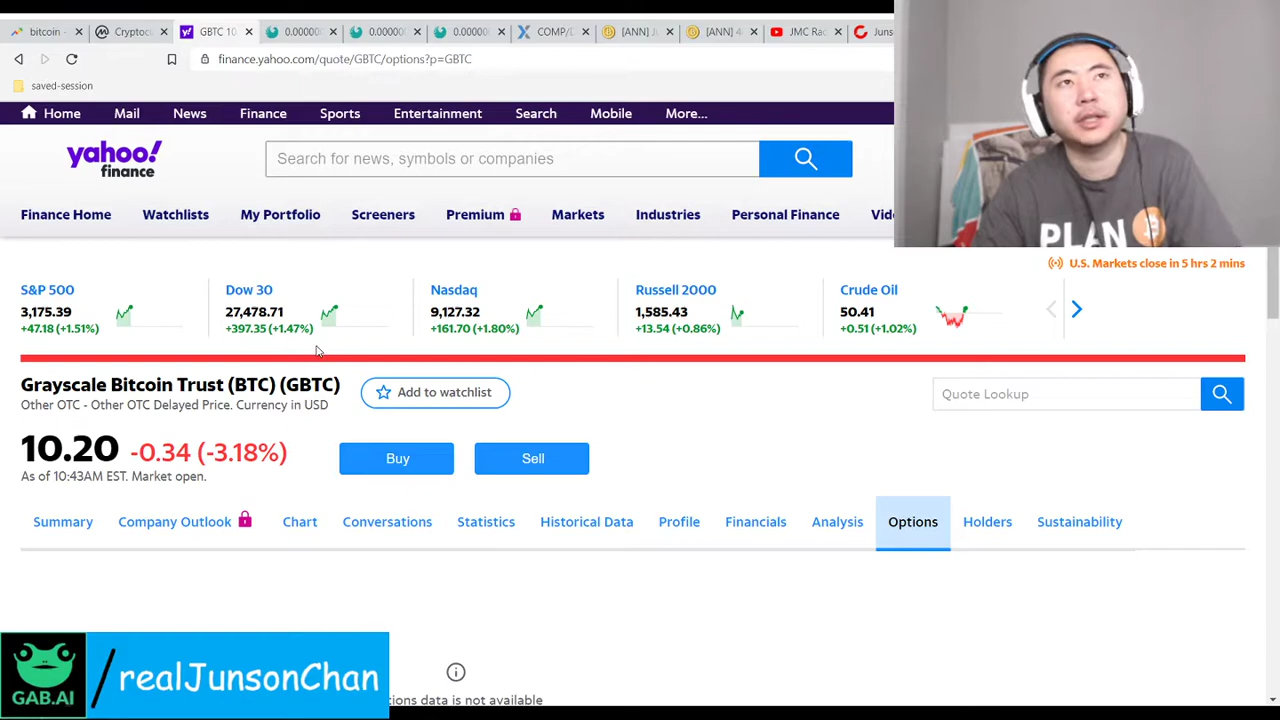 bitcoin - 
Cryptoc
GBTC 10
0.000000
0.000000
0.000000
COMP/D
[ANN] J
[ANN] 4
JMC Rac
Junso
finance.yahoo.com/quote/GBTC/options?p=GBTC
saved-session
Home Mail News Finance Sports Entertainment Search Mobile More...
yahoo!
finance
Search for news, symbols or companies
Finance Home Watchlists My Portfolio Screeners Premium Markets Industries Personal Finance Vid
PLAN B
U.S. Markets close in 5 hrs 2 mins
S&P 500
3,175.39
+47.18 (+1.51%)
Dow 30
27,478.71
+397.35 (+1.47%)
Nasdaq
9,127.32
+161.70 (+1.80%)
Russell 2000
1,585.43
+13.54 (+0.86%)
Crude Oil
50.41
+0.51 (+1.02%)
Grayscale Bitcoin Trust (BTC) (GBTC)
Other OTC - Other OTC Delayed Price. Currency in USD
Add to watchlist
Quote Lookup
10.20 -0.34 (-3.18%)
As of 10:43AM EST. Market open.
Buy
Sell
Summary Company Outlook Chart Conversations Statistics Historical Data Profile Financials Analysis Options Holders Sustainability
GAB.AI
/realJunsonChan
tions data is not available